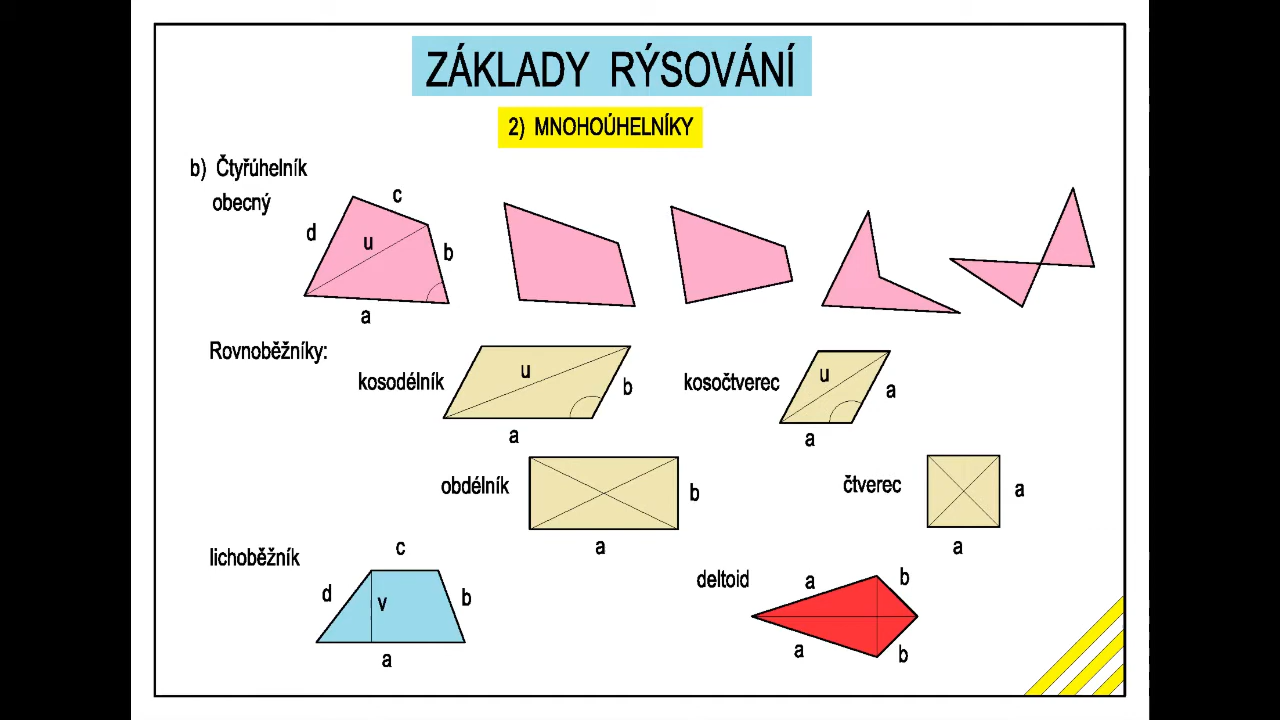 ZÁKLADY RÝSOVÁNÍ
2) MNOHOÚHELNÍKY
b) Čtyřúhelník
obecný
c
d
u
b
a
Rovnoběžníky:
kosodélník
u
b
a
kosočtverec
u
a
a
obdélník
b
a
čtverec
a
a
lichoběžník
c
d
v
b
a
deltoid
a
b
a
b